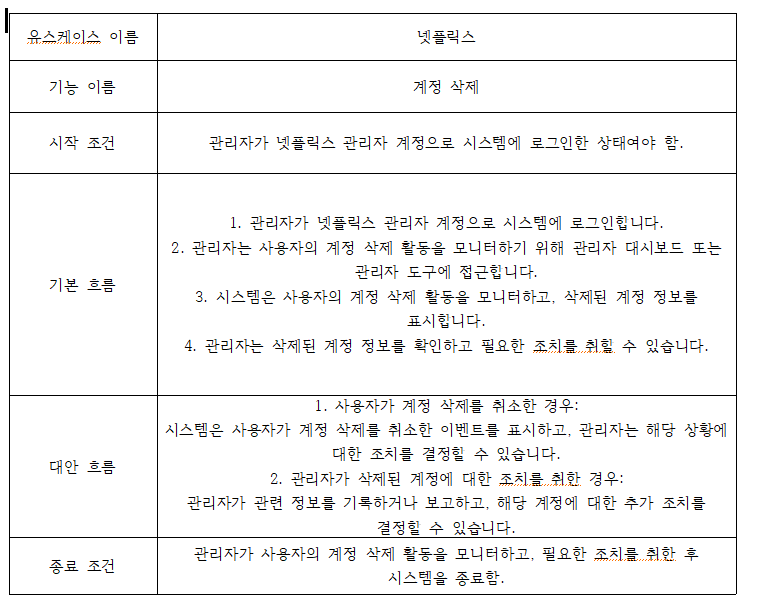 유스케이스 이름
넷플릭스
기능 이름
계정 삭제
시작 조건
관리자가 넷플릭스 관리자 계정으로 시스템에 로그인한 상태여야 함.
기본 흐름
1. 관리자가 넷플릭스 관리자 계정으로 시스템에 로그인힙니다.
2. 관리자는 사용자의 계정 삭제 활동을 모니터하기 위해 관리자 대시보드 또는
관리자 도구에 접근힙니다.
3. 시스템은 사용자의 계정 삭제 활동을 모니터하고, 삭제된 계정 정보를
표시힙니다.
4. 관리자는 삭제된 계정 정보를 확인하고 필요한 조치를 취힐 수 있습니다.
대안 흐름
1. 사용자가 계정 삭제를 취소한 경우:
시스템은 사용자가 계정 삭제를 취소한 이벤트를 표시하고, 관리자는 해당 상황에
대한 조치를 결정힐 수 있습니다.
2. 관리자가 삭제된 계정에 대한 조치를 취한 경우:
관리자가 관련 정보를 기록하거나 보고하고, 해당 계정에 대한 추가 조치를
결정힐 수 있습니다.
종료 조건
관리자가 사용자의 계정 삭제 활동을 모니터하고, 필요한 조치를 취한 후
시스템을 종료함.